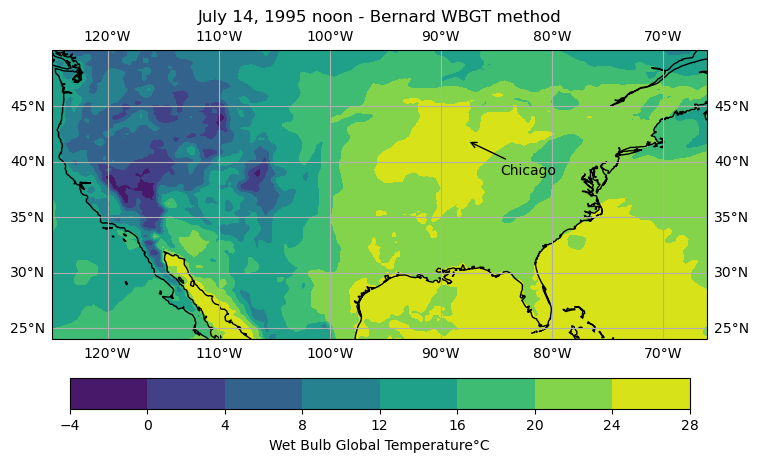 July 14, 1995 noon - Bernard WBGT method
120°W 110°W 100°W 90°W 80°W 70°W
45°N 45°N
40°N 40°N
Chicago
35°N 35°N
30°N 30°N
25°N 25°N
120°W 110°W 100°W 90°W 80°W 70°W
−4 0 4 8 12 16 20 24 28
Wet Bulb Global Temperature°C